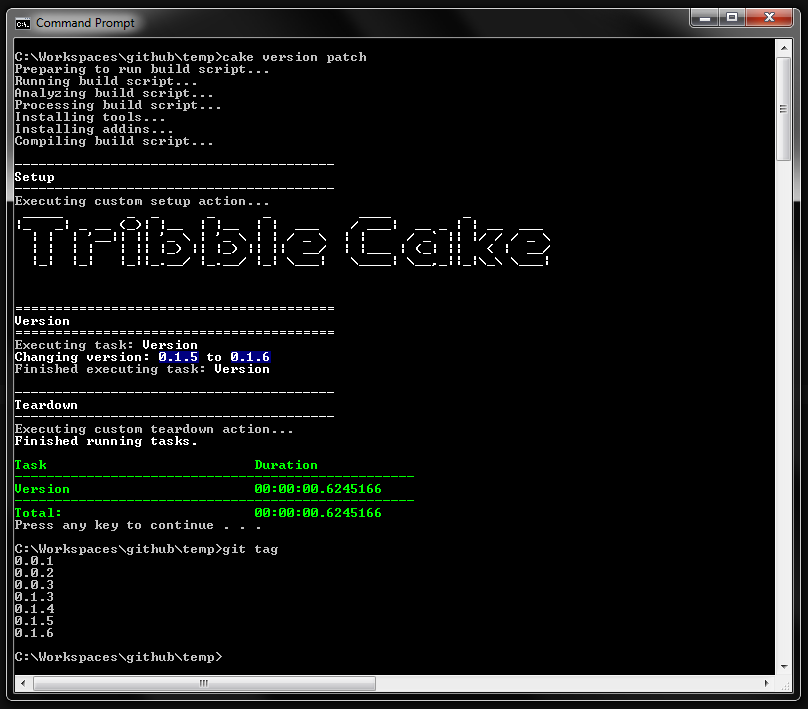 Command Prompt
C:\Workspaces\github\temp>cake version patch
Preparing to run build script...
Running build script...
Analyzing build script...
Processing build script...
Installing tools...
Installing addins...
Compiling build script...
----------------------------------------
Setup
----------------------------------------
Executing custom setup action...
Tribble Cake
========================================
Version
========================================
Executing task: Version
Changing version: 0.1.5 to 0.1.6
Finished executing task: Version
----------------------------------------
Teardown
----------------------------------------
Executing custom teardown action...
Finished running tasks.
Task                          Duration
--------------------------------------------------
Version                       00:00:00.6245166
--------------------------------------------------
Total:                        00:00:00.6245166
Press any key to continue . . .
C:\Workspaces\github\temp>git tag
0.0.1
0.0.2
0.0.3
0.1.3
0.1.4
0.1.5
0.1.6
C:\Workspaces\github\temp>